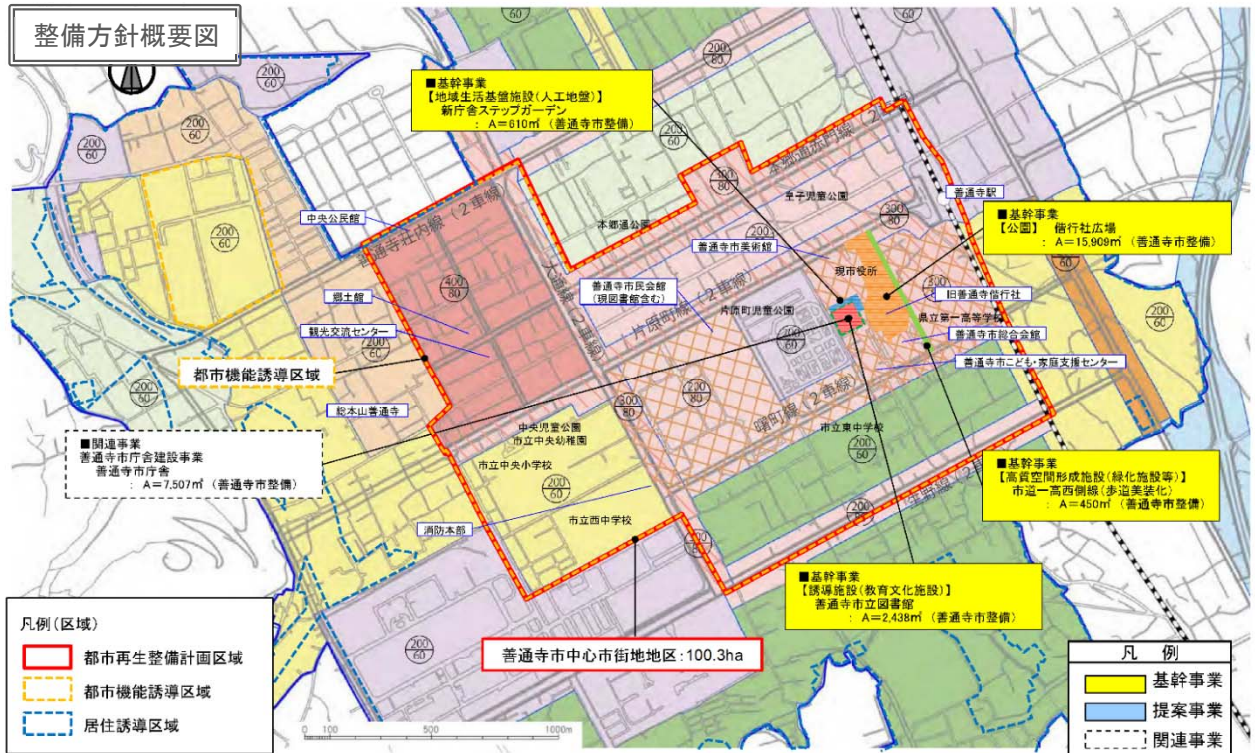 整備方針概要図
■基幹事業
【地域生活基盤施設(人工地盤)】
新庁舎ステップガーデン
：A=610㎡（善通寺市整備）
■基幹事業
【公園】 偕行社広場
：A=15,909㎡（善通寺市整備）
■基幹事業
【高質空間形成施設(緑化施設等)】
市道一高西側線(歩道美装化)
：A=450㎡（善通寺市整備）
■基幹事業
【誘導施設(教育文化施設)】
善通寺市立図書館
：A=2,438㎡（善通寺市整備）
■関連事業
善通寺市庁舎建設事業
善通寺市庁舎
：A=7,507㎡（善通寺市整備）
都市機能誘導区域
善通寺市中心市街地地区：100.3ha
中央公民館
郷土館
観光交流センター
総本山善通寺
善通寺荘内線（2車線）
本郷通公園
皇子児童公園
善通寺駅
善通寺市美術館
現市役所
善通寺市民会館
(現図書館含む)
片原町児童公園
片原町線（2車線）
旧善通寺偕行社
県立第一高等学校
善通寺市総合会館
善通寺市こども・家庭支援センター
曙町線（2車線）
市立東中学校
中央児童公園
市立中央幼稚園
市立中央小学校
消防本部
市立西中学校
400
80
300
80
200
60
200
80
凡例(区域)
都市再生整備計画区域
都市機能誘導区域
居住誘導区域
0 100 500 1000m
凡 例
基幹事業
提案事業
関連事業